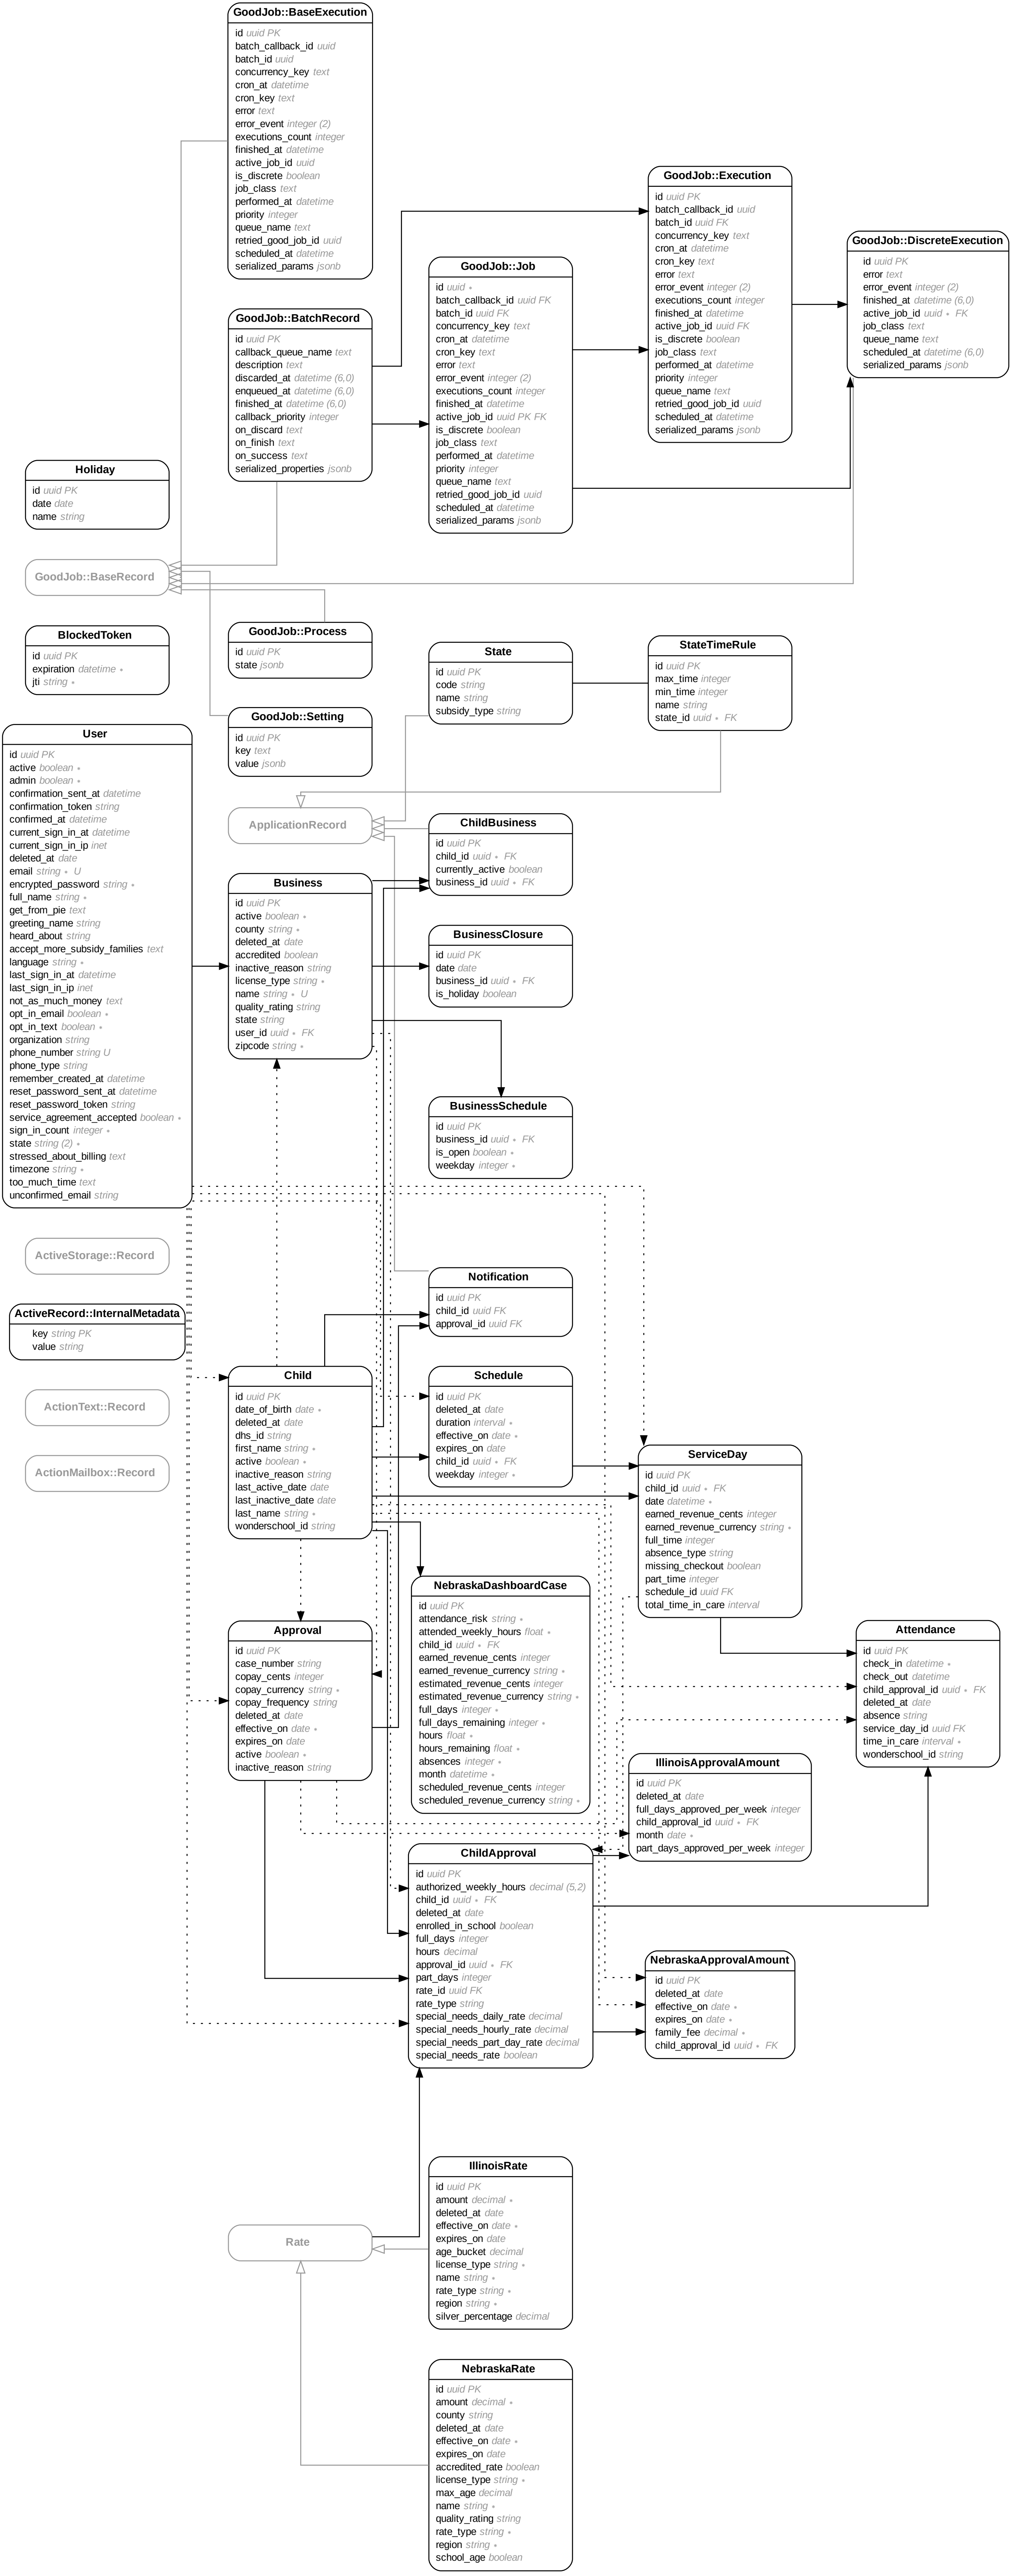 GoodJob::BaseExecution
id uuid PK
batch_callback_id uuid
batch_id uuid
concurrency_key text
cron_at datetime
cron_key text
error text
error_event integer (2)
executions_count integer
finished_at datetime
active_job_id uuid
is_discrete boolean
job_class text
performed_at datetime
priority integer
queue_name text
retried_good_job_id uuid
scheduled_at datetime
serialized_params jsonb
GoodJob::Execution
id uuid PK
batch_callback_id uuid
batch_id uuid FK
concurrency_key text
cron_at datetime
cron_key text
error text
error_event integer (2)
executions_count integer
finished_at datetime
active_job_id uuid FK
is_discrete boolean
job_class text
performed_at datetime
priority integer
queue_name text
retried_good_job_id uuid
scheduled_at datetime
serialized_params jsonb
GoodJob::DiscreteExecution
id uuid PK
error text
error_event integer (2)
finished_at datetime (6,0)
active_job_id uuid ∗ FK
job_class text
queue_name text
scheduled_at datetime (6,0)
serialized_params jsonb
GoodJob::Job
id uuid ∗
batch_callback_id uuid FK
batch_id uuid FK
concurrency_key text
cron_at datetime
cron_key text
error text
error_event integer (2)
executions_count integer
finished_at datetime
active_job_id uuid PK FK
is_discrete boolean
job_class text
performed_at datetime
priority integer
queue_name text
retried_good_job_id uuid
scheduled_at datetime
serialized_params jsonb
GoodJob::BatchRecord
id uuid PK
callback_queue_name text
description text
discarded_at datetime (6,0)
enqueued_at datetime (6,0)
finished_at datetime (6,0)
callback_priority integer
on_discard text
on_finish text
on_success text
serialized_properties jsonb
Holiday
id uuid PK
date date
name string
GoodJob::BaseRecord
BlockedToken
id uuid PK
expiration datetime ∗
jti string ∗
GoodJob::Process
id uuid PK
state jsonb
State
id uuid PK
code string
name string
subsidy_type string
StateTimeRule
id uuid PK
max_time integer
min_time integer
name string
state_id uuid ∗ FK
GoodJob::Setting
id uuid PK
key text
value jsonb
User
id uuid PK
active boolean ∗
admin boolean ∗
confirmation_sent_at datetime
confirmation_token string
confirmed_at datetime
current_sign_in_at datetime
current_sign_in_ip inet
deleted_at date
email string ∗ U
encrypted_password string ∗
full_name string ∗
get_from_pie text
greeting_name string
heard_about string
accept_more_subsidy_families text
language string ∗
last_sign_in_at datetime
last_sign_in_ip inet
not_as_much_money text
opt_in_email boolean ∗
opt_in_text boolean ∗
organization string
phone_number string U
phone_type string
remember_created_at datetime
reset_password_sent_at datetime
reset_password_token string
service_agreement_accepted boolean ∗
sign_in_count integer ∗
state string (2) ∗
stressed_about_billing text
timezone string ∗
too_much_time text
unconfirmed_email string
ApplicationRecord
ChildBusiness
id uuid PK
child_id uuid ∗ FK
currently_active boolean
business_id uuid ∗ FK
Business
id uuid PK
active boolean ∗
county string ∗
deleted_at date
accredited boolean
inactive_reason string
license_type string ∗
name string ∗ U
quality_rating string
state string
user_id uuid ∗ FK
zipcode string ∗
BusinessClosure
id uuid PK
date date
business_id uuid ∗ FK
is_holiday boolean
BusinessSchedule
id uuid PK
business_id uuid ∗ FK
is_open boolean ∗
weekday integer ∗
ActiveStorage::Record
Notification
id uuid PK
child_id uuid FK
approval_id uuid FK
ActiveRecord::InternalMetadata
key string PK
value string
Child
id uuid PK
date_of_birth date ∗
deleted_at date
dhs_id string
first_name string ∗
active boolean ∗
inactive_reason string
last_active_date date
last_inactive_date date
last_name string ∗
wonderschool_id string
Schedule
id uuid PK
deleted_at date
duration interval ∗
effective_on date ∗
expires_on date
child_id uuid ∗ FK
weekday integer ∗
ActionText::Record
ActionMailbox::Record
ServiceDay
id uuid PK
child_id uuid ∗ FK
date datetime ∗
earned_revenue_cents integer
earned_revenue_currency string ∗
full_time integer
absence_type string
missing_checkout boolean
part_time integer
schedule_id uuid FK
total_time_in_care interval
NebraskaDashboardCase
id uuid PK
attendance_risk string ∗
attended_weekly_hours float ∗
child_id uuid ∗ FK
earned_revenue_cents integer
earned_revenue_currency string ∗
estimated_revenue_cents integer
estimated_revenue_currency string ∗
full_days integer ∗
full_days_remaining integer ∗
hours float ∗
hours_remaining float ∗
absences integer ∗
month datetime ∗
scheduled_revenue_cents integer
scheduled_revenue_currency string ∗
Approval
id uuid PK
case_number string
copay_cents integer
copay_currency string ∗
copay_frequency string
deleted_at date
effective_on date ∗
expires_on date
active boolean ∗
inactive_reason string
Attendance
id uuid PK
check_in datetime ∗
check_out datetime
child_approval_id uuid ∗ FK
deleted_at date
absence string
service_day_id uuid FK
time_in_care interval ∗
wonderschool_id string
IllinoisApprovalAmount
id uuid PK
deleted_at date
full_days_approved_per_week integer
child_approval_id uuid ∗ FK
month date ∗
part_days_approved_per_week integer
ChildApproval
id uuid PK
authorized_weekly_hours decimal (5,2)
child_id uuid ∗ FK
deleted_at date
enrolled_in_school boolean
full_days integer
hours decimal
approval_id uuid ∗ FK
part_days integer
rate_id uuid FK
rate_type string
special_needs_daily_rate decimal
special_needs_hourly_rate decimal
special_needs_part_day_rate decimal
special_needs_rate boolean
NebraskaApprovalAmount
id uuid PK
deleted_at date
effective_on date ∗
expires_on date ∗
family_fee decimal ∗
child_approval_id uuid ∗ FK
IllinoisRate
id uuid PK
amount decimal ∗
deleted_at date
effective_on date ∗
expires_on date
age_bucket decimal
license_type string ∗
name string ∗
rate_type string ∗
region string ∗
silver_percentage decimal
Rate
NebraskaRate
id uuid PK
amount decimal ∗
county string
deleted_at date
effective_on date ∗
expires_on date
accredited_rate boolean
license_type string ∗
max_age decimal
name string ∗
quality_rating string
rate_type string ∗
region string ∗
school_age boolean